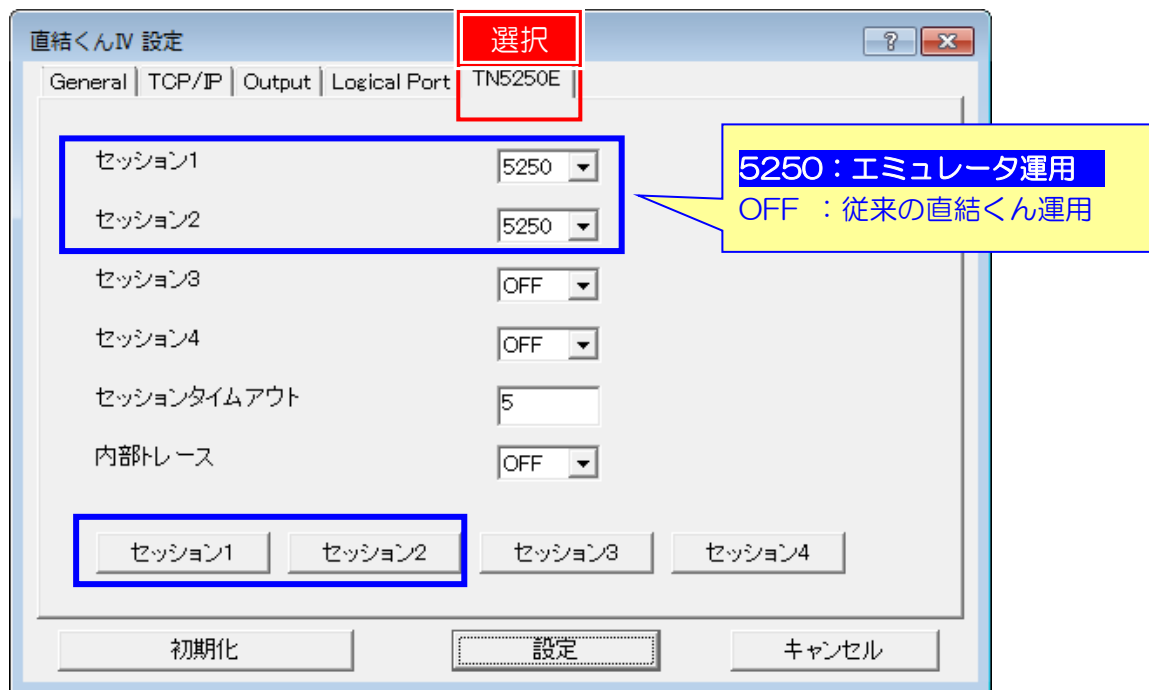 直結くんⅣ 設定
選択
General
TCP/IP
Output
Logical Port
TN5250E
セッション1
5250
セッション2
5250
5250：エミュレータ運用
OFF ：従来の直結くん運用
セッション3
OFF
セッション4
OFF
セッションタイムアウト
5
内部トレース
OFF
セッション1
セッション2
セッション3
セッション4
初期化
設定
キャンセル